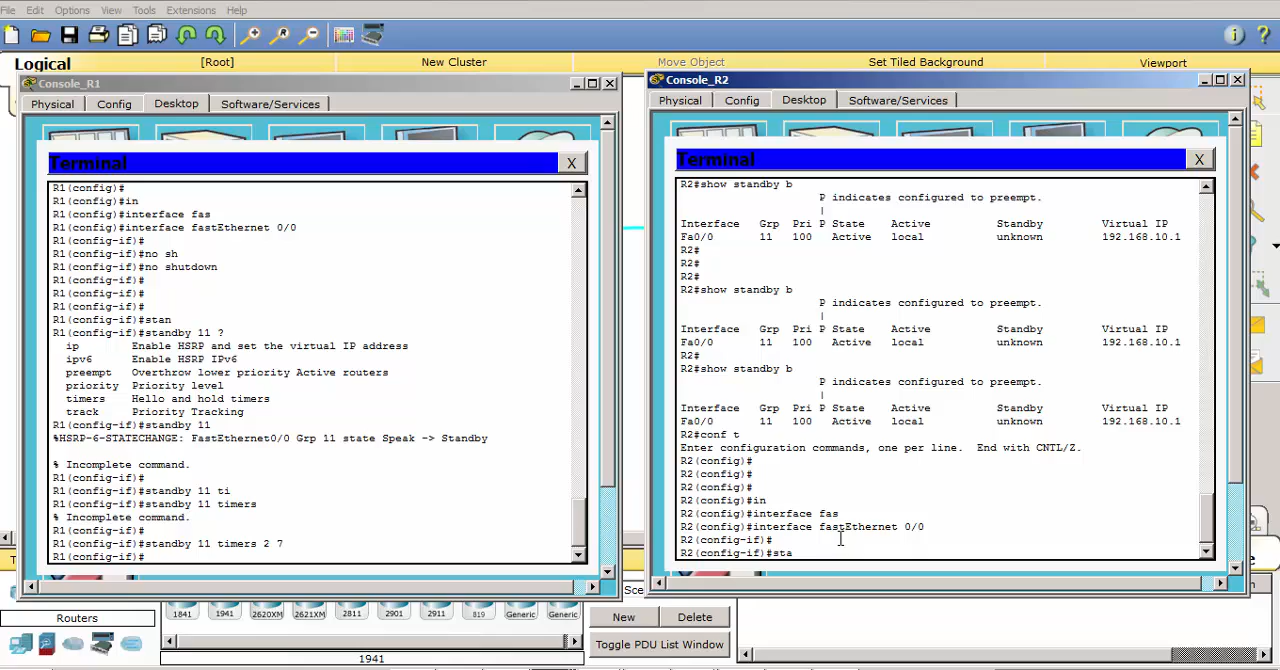 File Edit Options View Tools Extensions Help
Logical [Root] New Cluster Move Object Set Tiled Background Viewport
Console_R1
Physical Config Desktop Software/Services
Terminal X
R1(config)#
R1(config)#in
R1(config)#interface fas
R1(config)#interface fastEthernet 0/0
R1(config-if)#
R1(config-if)#no sh
R1(config-if)#no shutdown
R1(config-if)#
R1(config-if)#
R1(config-if)#
R1(config-if)#stan
R1(config-if)#standby 11 ?
ip Enable HSRP and set the virtual IP address
ipv6 Enable HSRP IPv6
preempt Overthrow lower priority Active routers
priority Priority level
timers Hello and hold timers
track Priority Tracking
R1(config-if)#standby 11
%HSRP-6-STATECHANGE: FastEthernet0/0 Grp 11 state Speak -> Standby
% Incomplete command.
R1(config-if)#
R1(config-if)#standby 11 ti
R1(config-if)#standby 11 timers
% Incomplete command.
R1(config-if)#
R1(config-if)#standby 11 timers 2 7
R1(config-if)#
Console_R2
Physical Config Desktop Software/Services
Terminal X
R2#show standby b
P indicates configured to preempt.
|
Interface Grp Pri P State Active Standby Virtual IP
Fa0/0 11 100 Active local unknown 192.168.10.1
R2#
R2#
R2#
R2#show standby b
P indicates configured to preempt.
|
Interface Grp Pri P State Active Standby Virtual IP
Fa0/0 11 100 Active local unknown 192.168.10.1
R2#
R2#show standby b
P indicates configured to preempt.
|
Interface Grp Pri P State Active Standby Virtual IP
Fa0/0 11 100 Active local unknown 192.168.10.1
R2#conf t
Enter configuration commands, one per line. End with CNTL/Z.
R2(config)#
R2(config)#
R2(config)#
R2(config)#in
R2(config)#interface fas
R2(config)#interface fastEthernet 0/0
R2(config-if)#
R2(config-if)#sta
Routers
1841 1941 2620XM 2621XM 2811 2901 2911 819 Generic Generic
1941
New Delete
Toggle PDU List Window